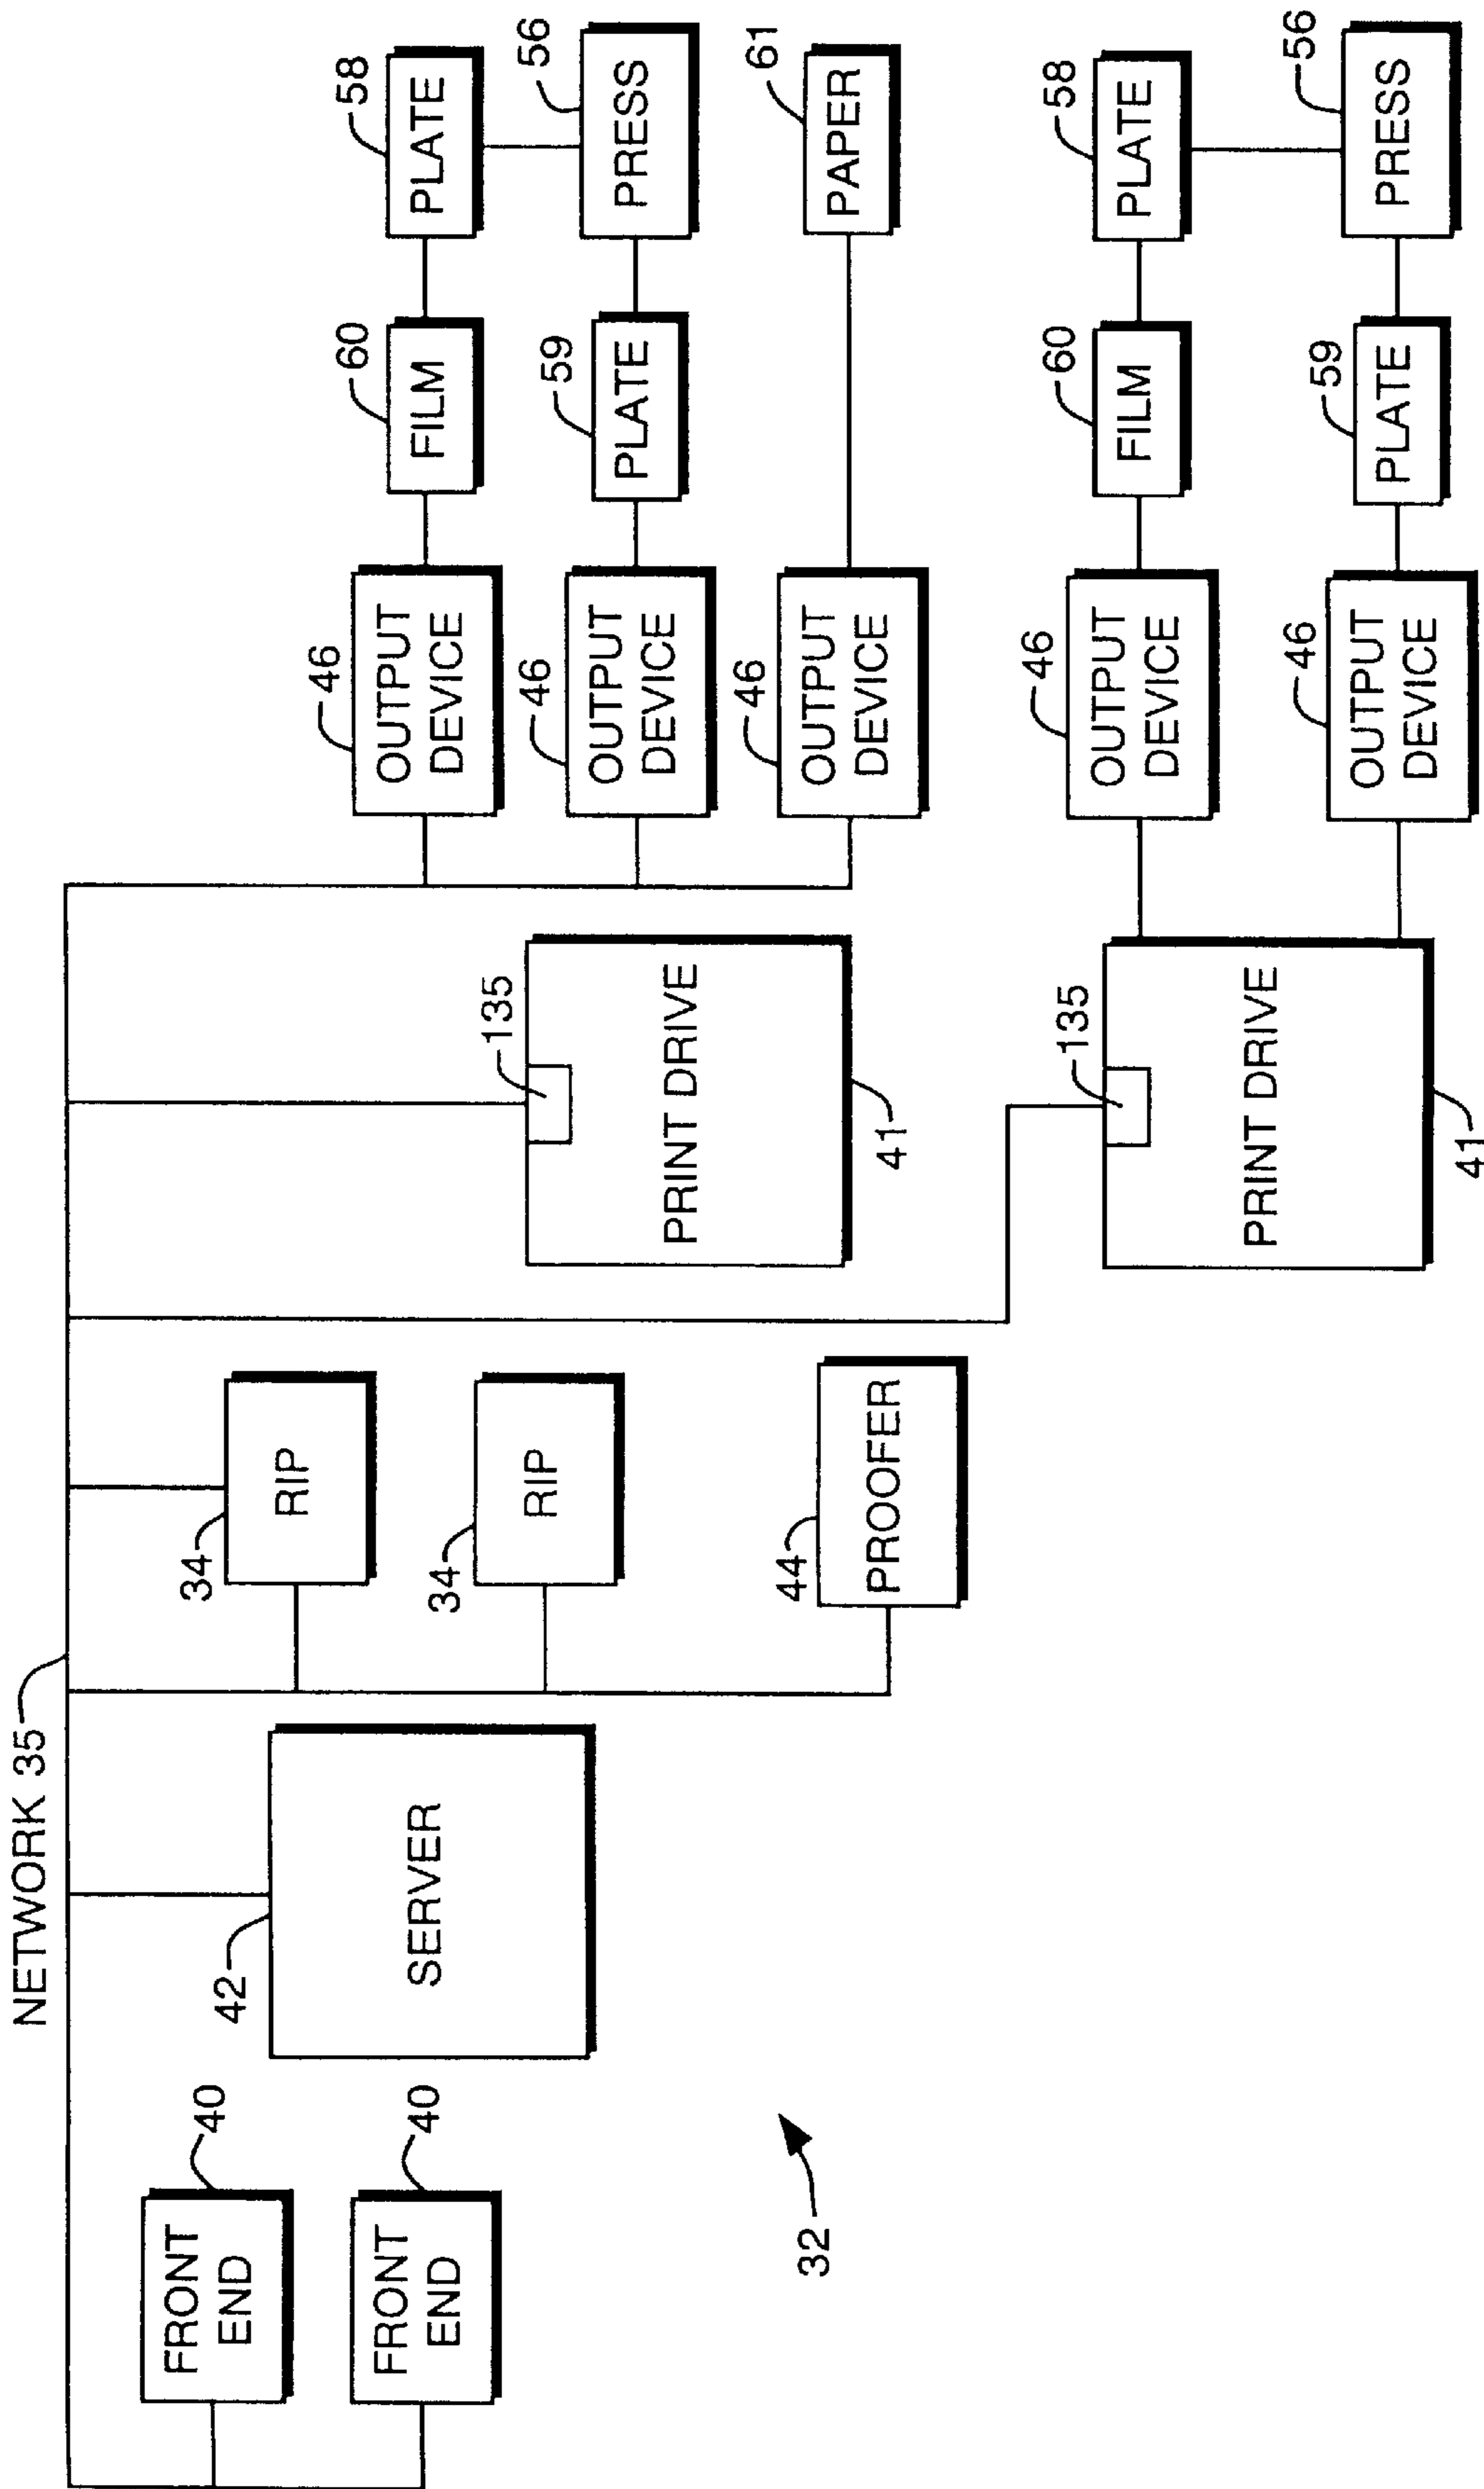 NETWORK 35
FRONT
END
40
FRONT
END
40
32
42
SERVER
34
RIP
34
RIP
44
PROOFER
135
PRINT DRIVE
41
135
PRINT DRIVE
41
46
OUTPUT
DEVICE
60
FILM
58
PLATE
46
OUTPUT
DEVICE
59
PLATE
56
PRESS
46
OUTPUT
DEVICE
61
PAPER
46
OUTPUT
DEVICE
60
FILM
58
PLATE
46
OUTPUT
DEVICE
59
PLATE
56
PRESS